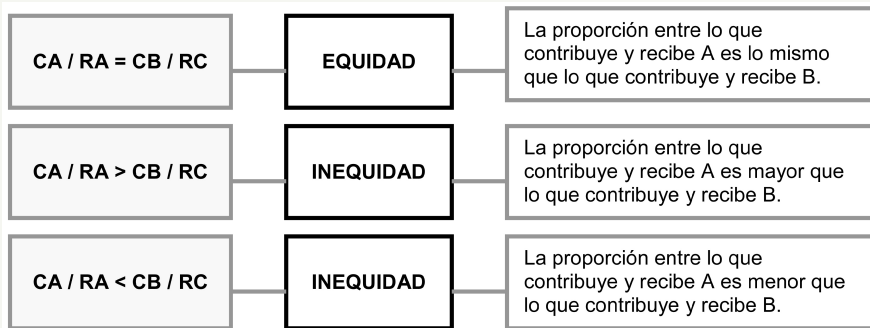 CA / RA = CB / RC
EQUIDAD
La proporción entre lo que
contribuye y recibe A es lo mismo
que lo que contribuye y recibe B.
CA / RA > CB / RC
INEQUIDAD
La proporción entre lo que
contribuye y recibe A es mayor que
lo que contribuye y recibe B.
CA / RA < CB / RC
INEQUIDAD
La proporción entre lo que
contribuye y recibe A es menor que
lo que contribuye y recibe B.